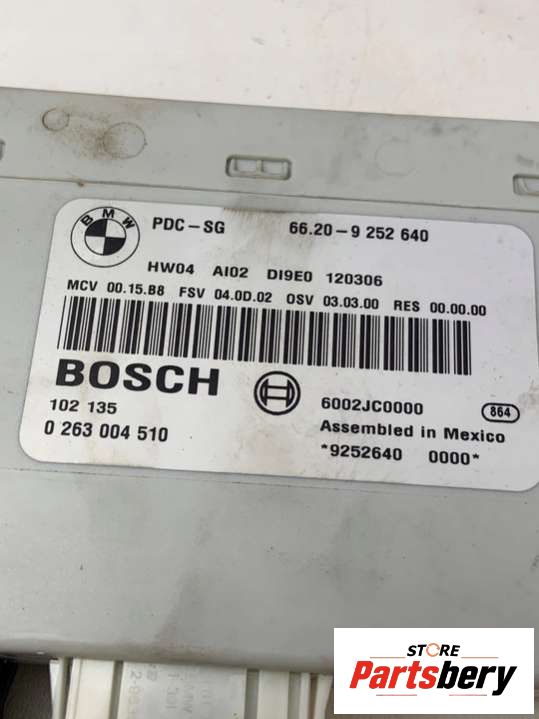 BMW
PDC-SG 66.20-9 252 640
HW04 AI02 DI9E0 120306
MCV 00.15.B8 FSV 04.0D.02 OSV 03.03.00 RES 00.00.00
BOSCH
102 135
0 263 004 510
6002JC0000 864
Assembled in Mexico
*9252640 0000*
STORE
Partsbery